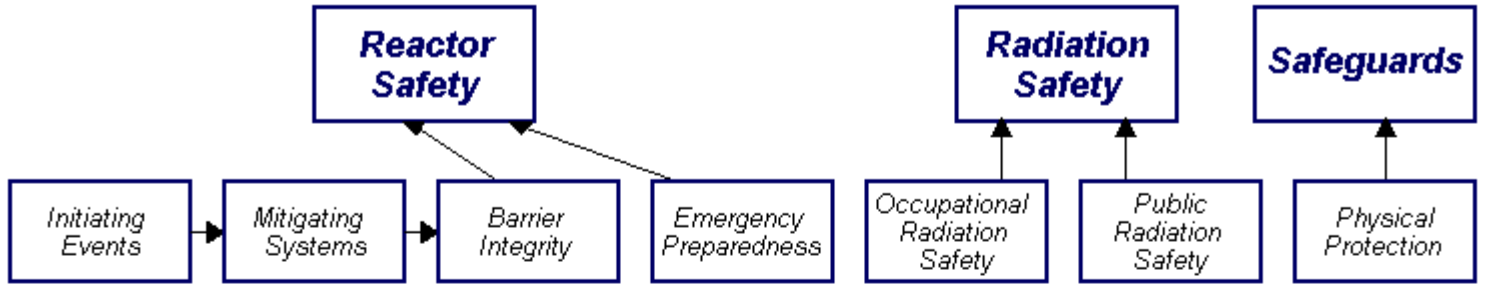 Reactor
Safety
Radiation
Safety
Safeguards
Initiating
Events
Mitigating
Systems
Barrier
Integrity
Emergency
Preparedness
Occupational
Radiation
Safety
Public
Radiation
Safety
Physical
Protection